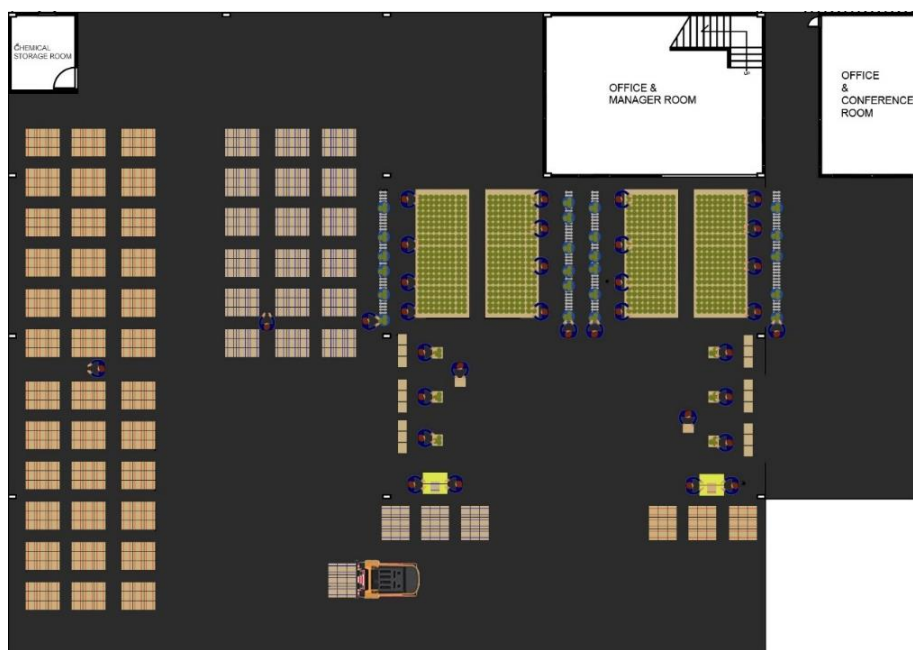 CHEMICAL
STORAGE ROOM
OFFICE &
MANAGER ROOM
OFFICE
&
CONFERENCE
ROOM